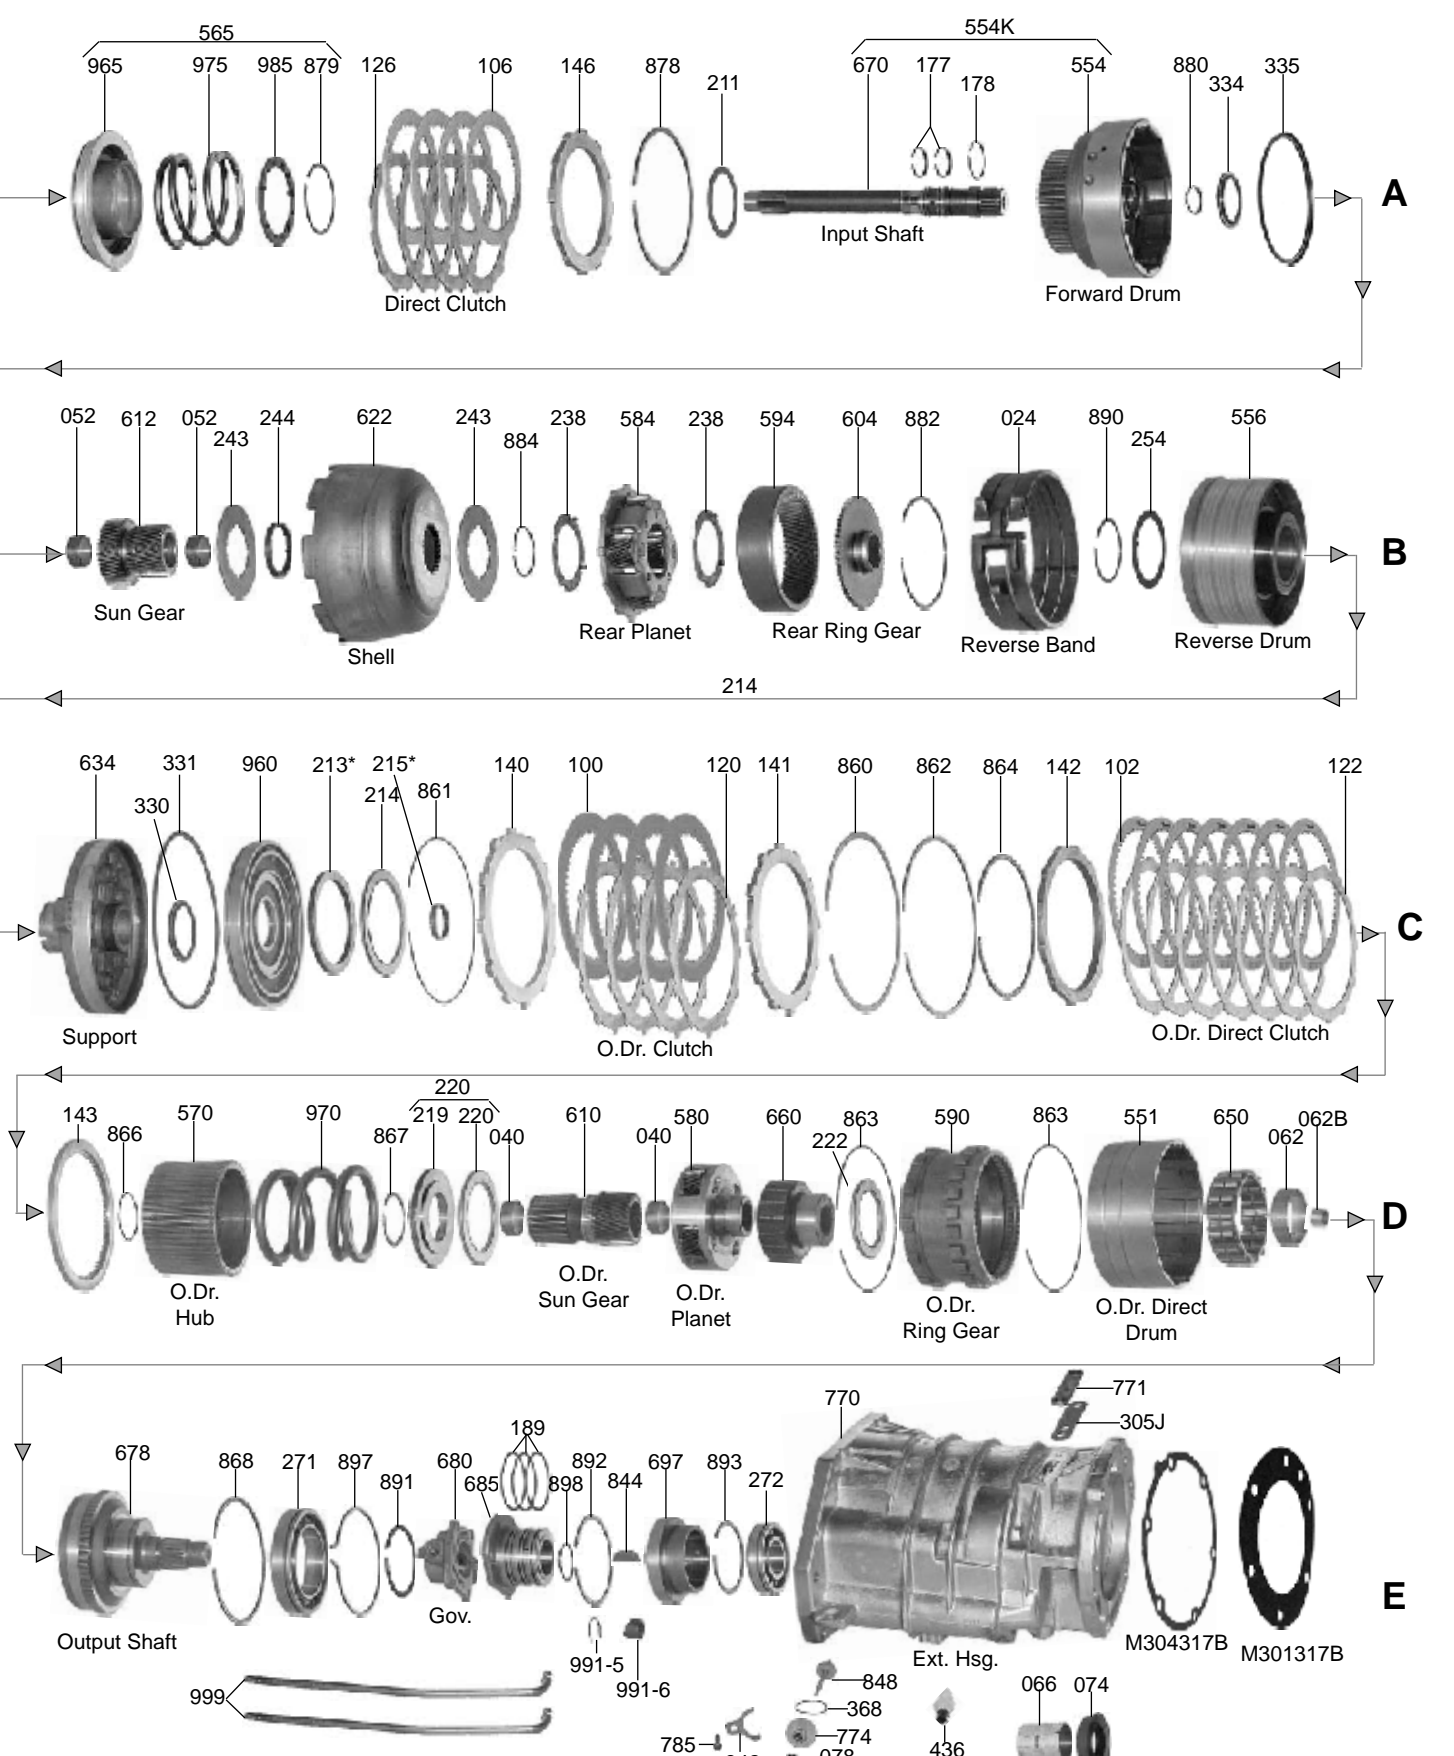 565
554K
965 975 985 879 126 106 146 878 211 670 177 178 554 880 334 335
Input Shaft
A
Direct Clutch
Forward Drum
052 612 052 243 244 622 243 884 238 584 238 594 604 882 024 890 254 556
B
Sun Gear
Shell
Rear Planet
Rear Ring Gear
Reverse Band
Reverse Drum
214
634 330 331 960 213* 215* 214 861 140 100 120 141 860 862 864 142 102 122
C
Support
O.Dr. Clutch
O.Dr. Direct Clutch
220
143 866 570 970 867 219 220 040 610 040 580 660 222 863 590 863 551 650 062 062B
D
O.Dr.
Hub
O.Dr.
Sun Gear
O.Dr.
Planet
O.Dr.
Ring Gear
O.Dr. Direct
Drum
770
771
305J
678 868 271 897 891 680 685 189 898 892 844 697 893 272
E
Gov.
Output Shaft
Ext. Hsg.
M304317B
M301317B
991-5
991-6
999
848
368
774
078
785
436
066
074